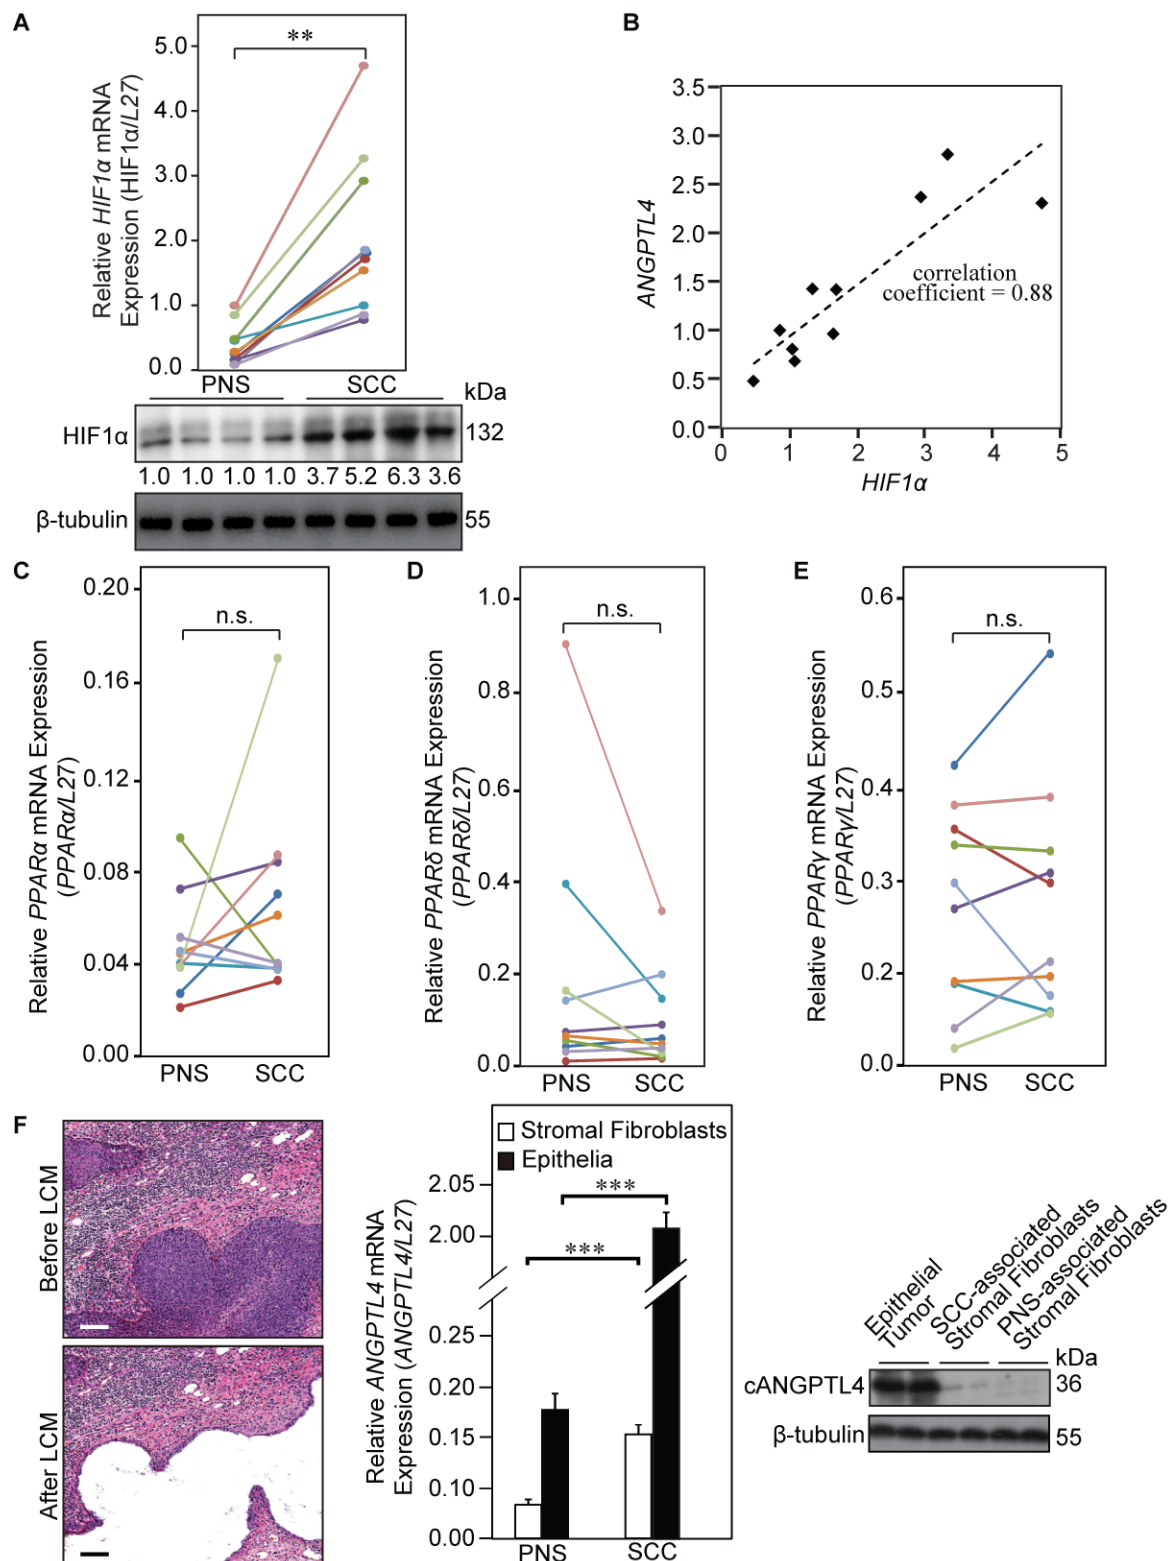 A
**
5.0
4.0
3.0
2.0
1.0
0.0
Relative HIF1α mRNA
Expression (HIF1α/L27)
PNS
SCC
kDa
HIF1α
132
1.0 1.0 1.0 1.0 3.7 5.2 6.3 3.6
β-tubulin
55
B
3.5
3.0
2.5
2.0
1.5
1.0
0.5
0.0
ANGPTL4
correlation
coefficient = 0.88
0 1 2 3 4 5
HIF1α
C
n.s.
0.20
0.16
0.12
0.08
0.04
0.00
Relative PPARα mRNA Expression
(PPARα/L27)
PNS
SCC
D
n.s.
1.0
0.8
0.6
0.4
0.2
0.0
Relative PPARδ mRNA Expression
(PPARδ/L27)
PNS
SCC
E
n.s.
0.6
0.5
0.4
0.3
0.2
0.0
Relative PPARγ mRNA Expression
(PPARγ/L27)
PNS
SCC
F
Before LCM
After LCM
Stromal Fibroblasts
Epithelia
***
***
2.05
2.00
0.25
0.20
0.15
0.10
0.00
Relative ANGPTL4 mRNA
Expression (ANGPTL4/L27)
PNS
SCC
Epithelial
Tumor
SCC-associated
Stromal Fibroblasts
PNS-associated
Stromal Fibroblasts
kDa
cANGPTL4
36
β-tubulin
55